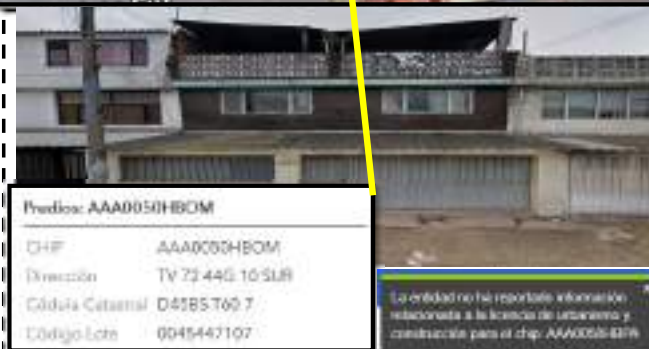 Predios: AAA0050HBOM
CHIP AAA0050HBOM
Dirección TV 72 44G 10 SUR
Cédula Catastral D45BS T60 7
Código Lote 0045447107
La entidad no ha reportado información
relacionada a la licencia de urbanismo y
construcción para el chip: